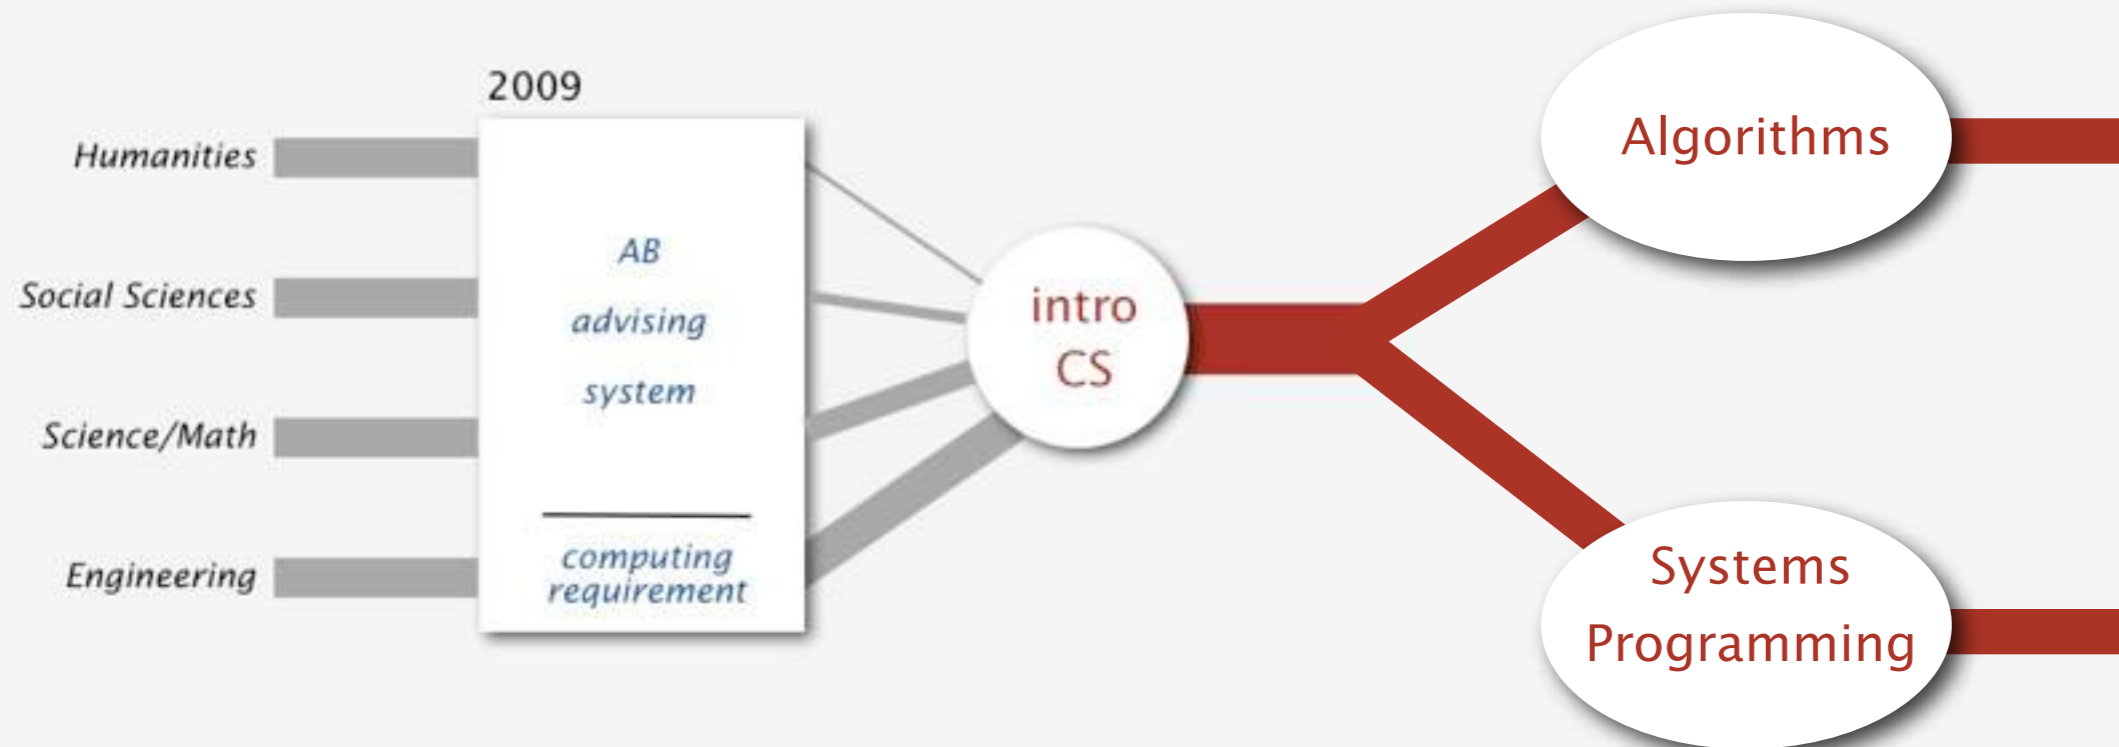 2009
Humanities
Social Sciences
Science/Math
Engineering
AB
advising
system
computing
requirement
intro
CS
Algorithms
Systems
Programming